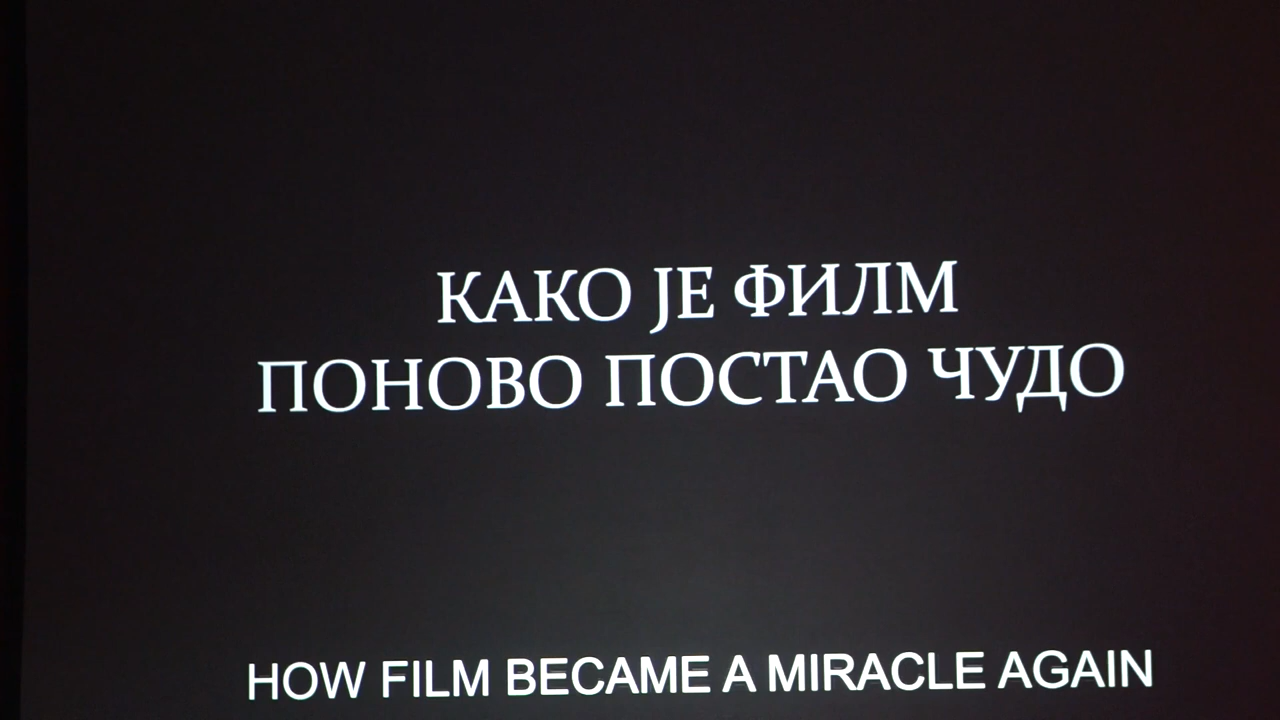 КАКО ЈЕ ФИЛМ
ПОНОВО ПОСТАО ЧУДО
HOW FILM BECAME A MIRACLE AGAIN